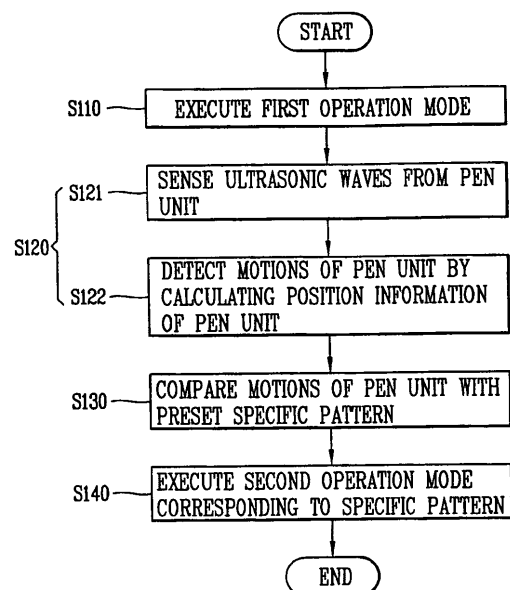 START
S110
EXECUTE FIRST OPERATION MODE
S120
S121
SENSE ULTRASONIC WAVES FROM PEN
UNIT
S122
DETECT MOTIONS OF PEN UNIT BY
CALCULATING POSITION INFORMATION
OF PEN UNIT
S130
COMPARE MOTIONS OF PEN UNIT WITH
PRESET SPECIFIC PATTERN
S140
EXECUTE SECOND OPERATION MODE
CORRESPONDING TO SPECIFIC PATTERN
END